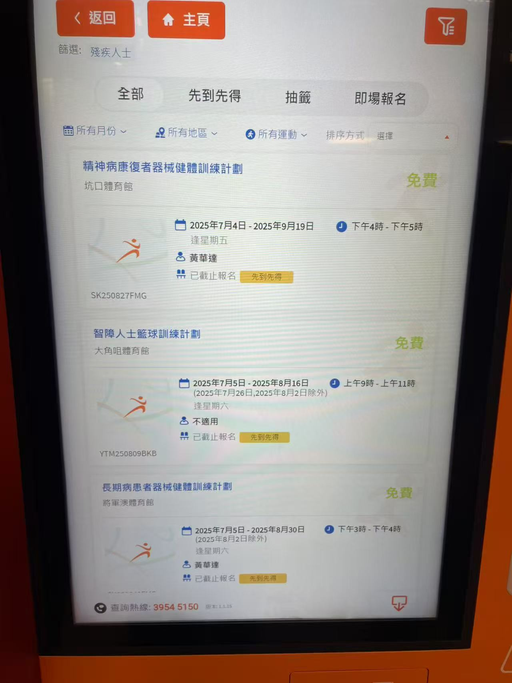 返回
主頁
篩選: 殘疾人士
全部 先到先得 抽籤 即場報名
所有月份 所有地區 所有運動 排序方式 選擇
精神病康復者器械健體訓練計劃
坑口體育館
免費
2025年7月4日 - 2025年9月19日 下午4時 - 下午5時
逢星期五
黃華達
已截止報名 先到先得
SK250827FMG
智障人士籃球訓練計劃
大角咀體育館
免費
2025年7月5日 - 2025年8月16日 上午9時 - 上午11時
(2025年7月26日,2025年8月2日除外)
逢星期六
不適用
已截止報名 先到先得
YTM250809BKB
長期病患者器械健體訓練計劃
將軍澳體育館
免費
2025年7月5日 - 2025年8月30日 下午3時 - 下午4時
(2025年8月2日除外)
逢星期六
黃華達
已截止報名 先到先得
查詢熱線: 3954 5150